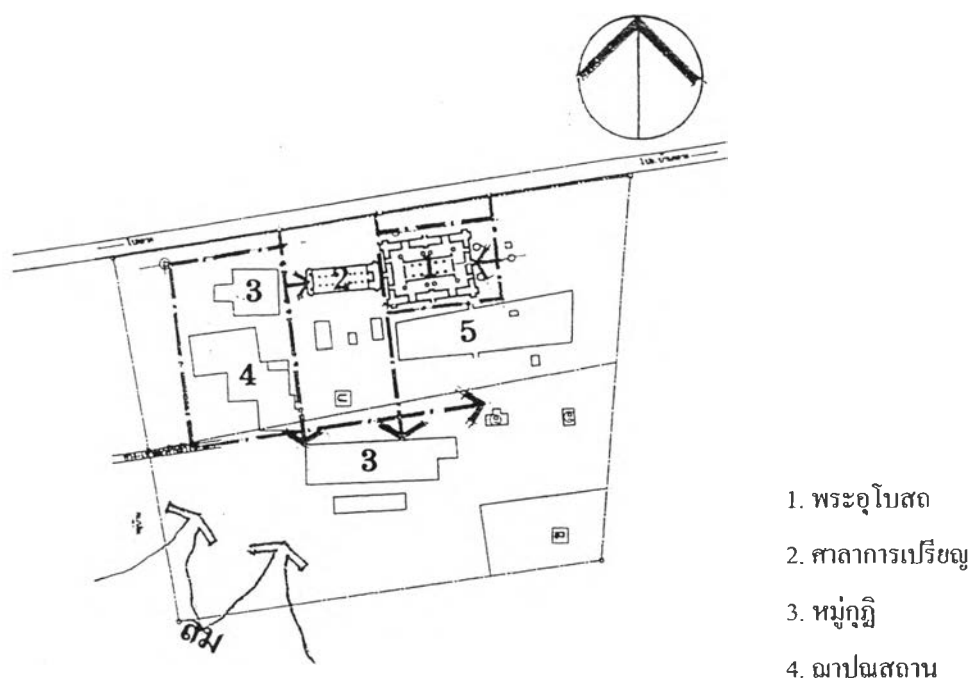 1
2
3
5
4
3
ลม
1. พระอุโบสถ
2. ศาลาการเปรียญ
3. หมู่กุฏิ
4. ฌาปณสถาน